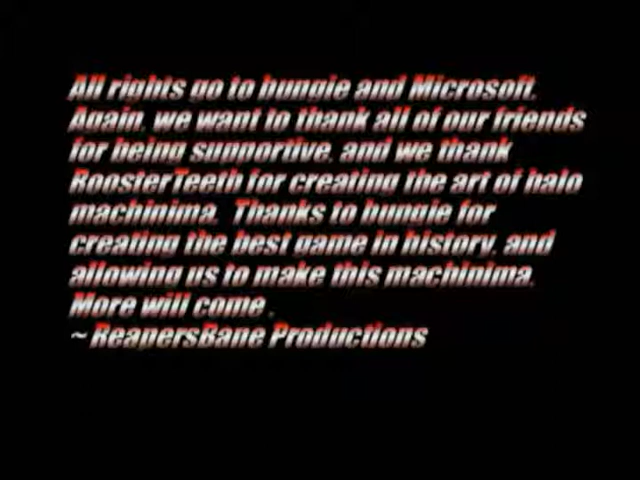 All rights go to bungie and Microsoft.
Again, we want to thank all of our friends
for being supportive, and we thank
RoosterTeeth for creating the art of halo
machinima. Thanks to bungie for
creating the best game in history, and
allowing us to make this machinima.
More will come .
~ ReapersBane Productions